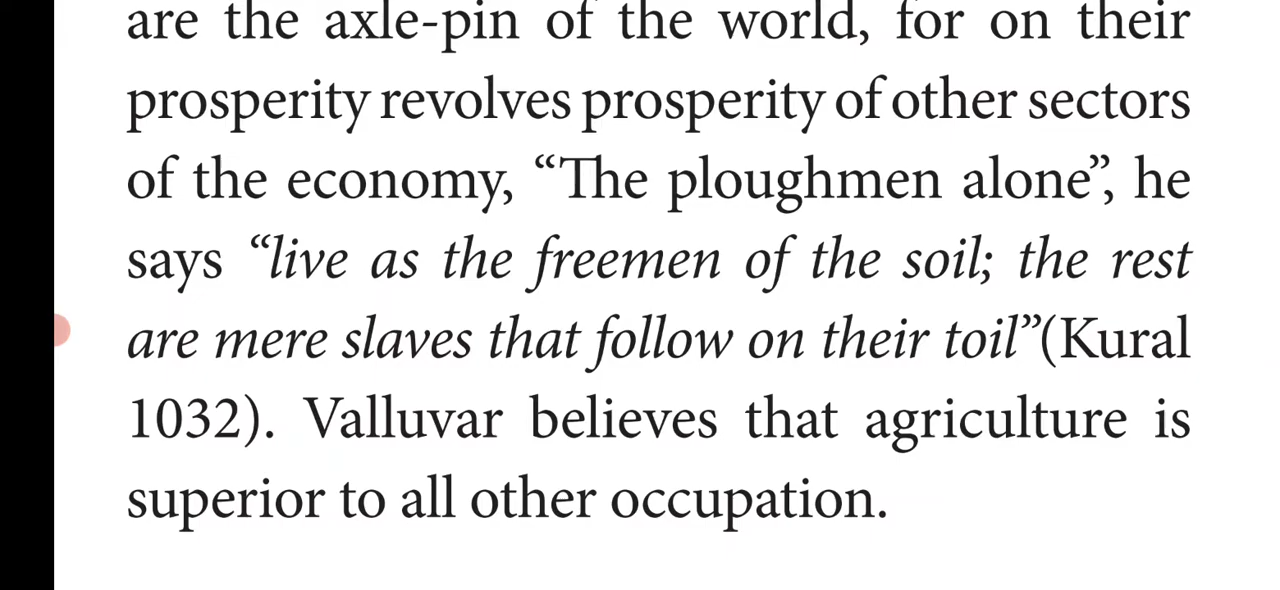 are the axle-pin of the world, for on their
prosperity revolves prosperity of other sectors
of the economy, “The ploughmen alone”, he
says “live as the freemen of the soil; the rest
are mere slaves that follow on their toil”(Kural
1032). Valluvar believes that agriculture is
superior to all other occupation.